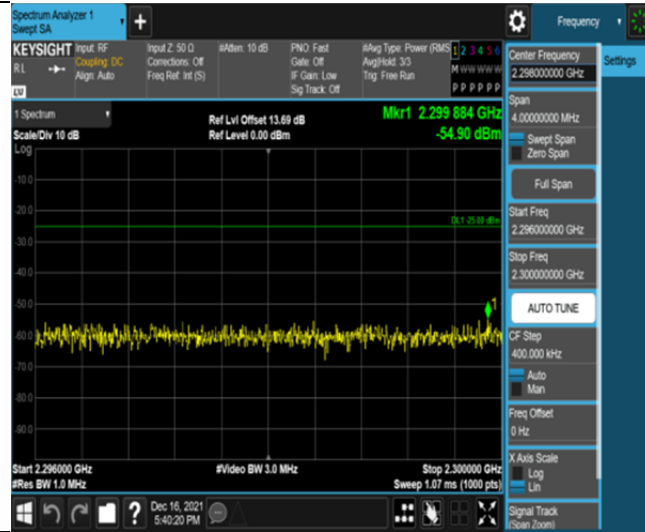 Spectrum Analyzer 1
Swept SA
+
Frequency
KEYSIGHT
RL
Input: RF
Coupling: DC
Align: Auto
Input Z: 50 Ω
Corrections: Off
Freq Ref: Int (S)
#Atten: 10 dB
PNO: Fast
Gate: Off
IF Gain: Low
Sig Track: Off
#Avg Type: Power (RMS
Avg|Hold: 3/3
Trig: Free Run
1 2 3 4 5 6
M W W W W W
P P P P P P
1 Spectrum
Scale/Div 10 dB
Log
Ref Lvl Offset 13.69 dB
Ref Level 0.00 dBm
Mkr1 2.299 884 GHz
-54.90 dBm
-10.0
-20.0
DL1 -25.00 dBm
-30.0
-40.0
-50.0
1
-60.0
-70.0
-80.0
-90.0
Start 2.296000 GHz
#Res BW 1.0 MHz
#Video BW 3.0 MHz
Stop 2.300000 GHz
Sweep 1.07 ms (1000 pts)
?
Dec 16, 2021
5:40:20 PM
Center Frequency
2.298000000 GHz
Settings
Span
4.00000000 MHz
Swept Span
Zero Span
Full Span
Start Freq
2.296000000 GHz
Stop Freq
2.300000000 GHz
AUTO TUNE
CF Step
400.000 kHz
Auto
Man
Freq Offset
0 Hz
X Axis Scale
Log
Lin
Signal Track
(Span Zoom)